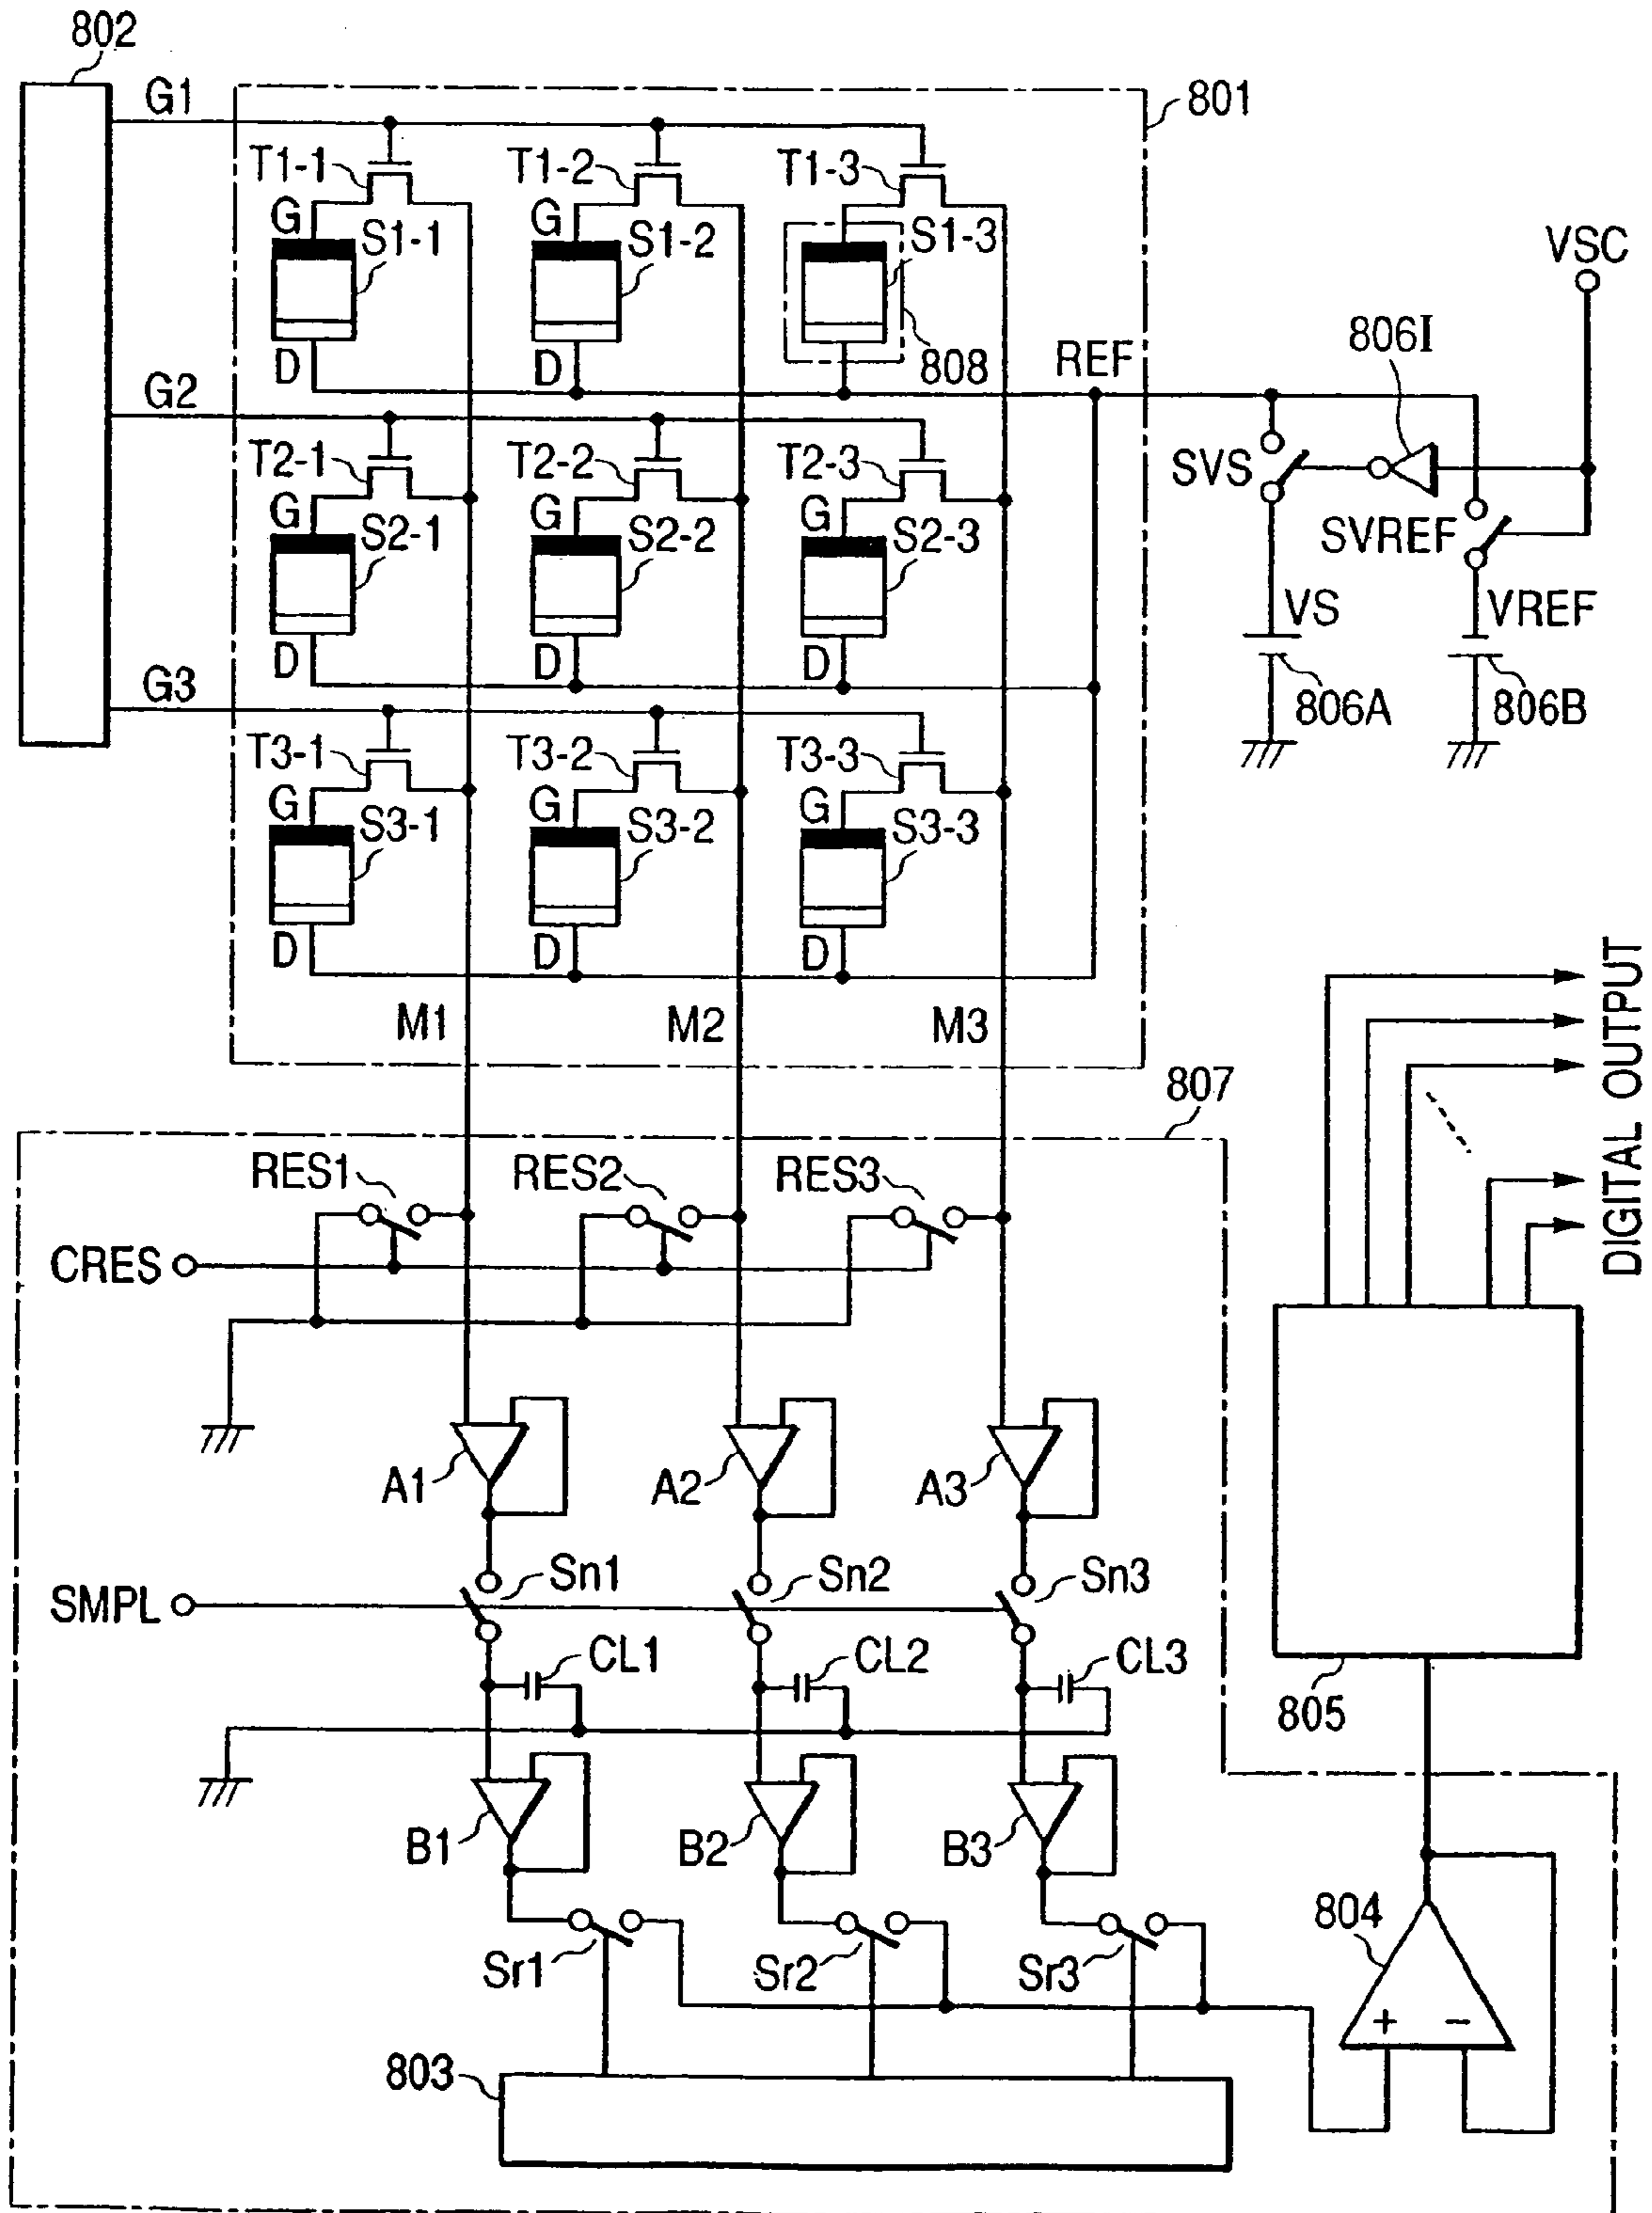 802
G1
801
T1-1
T1-2
T1-3
G
S1-1
G
S1-2
S1-3
VSC
806I
D
D
808
REF
G2
T2-1
T2-2
T2-3
SVS
G
S2-1
G
S2-2
G
S2-3
SVREF
VS
VREF
D
D
D
G3
806A
806B
T3-1
T3-2
T3-3
G
S3-1
G
S3-2
G
S3-3
D
D
D
M1
M2
M3
DIGITAL OUTPUT
807
RES1
RES2
RES3
CRES
A1
A2
A3
Sn1
Sn2
Sn3
SMPL
CL1
CL2
CL3
805
B1
B2
B3
804
Sr1
Sr2
Sr3
+
−
803